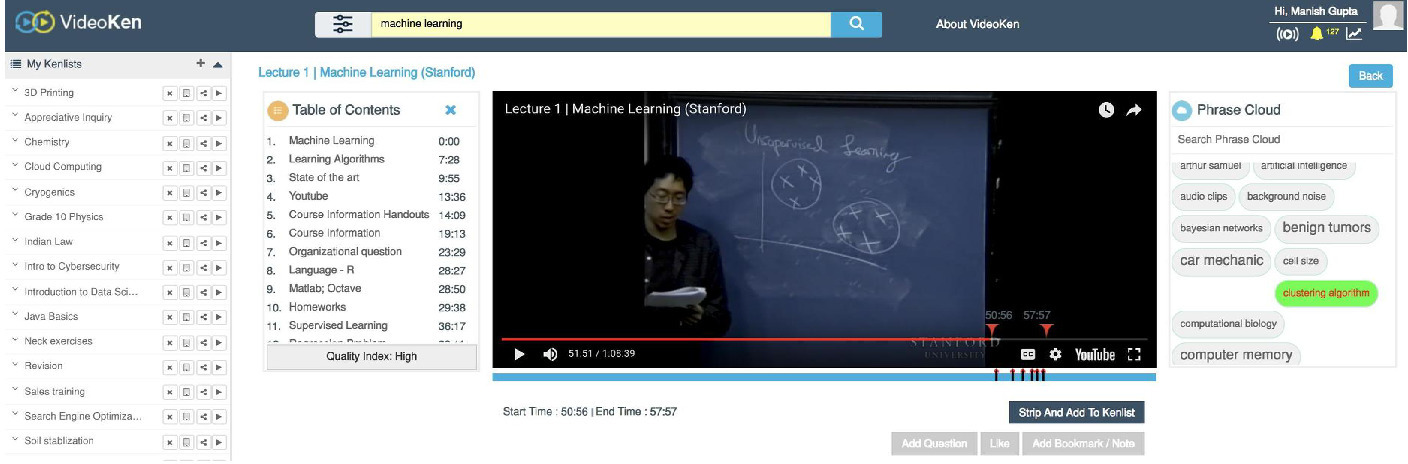 VideoKen
machine learning
About VideoKen
Hi, Manish Gupta
127
My Kenlists
3D Printing
Appreciative Inquiry
Chemistry
Cloud Computing
Cryogenics
Grade 10 Physics
Indian Law
Intro to Cybersecurity
Introduction to Data Sci...
Java Basics
Neck exercises
Revision
Sales training
Search Engine Optimiza...
Soil stablization
Lecture 1 | Machine Learning (Stanford)
Back
Table of Contents
1. Machine Learning 0:00
2. Learning Algorithms 7:28
3. State of the art 9:55
4. Youtube 13:36
5. Course Information Handouts 14:09
6. Course Information 19:13
7. Organizational question 23:29
8. Language - R 28:27
9. Matlab; Octave 28:50
10. Homeworks 29:38
11. Supervised Learning 36:17
Quality Index: High
Lecture 1 | Machine Learning (Stanford)
Unsupervised Learning
50:56 57:57
STANFORD
UNIVERSITY
51:51 / 1:08:39
CC
YouTube
Start Time : 50:56 | End Time : 57:57
Strip And Add To Kenlist
Add Question Like Add Bookmark / Note
Phrase Cloud
Search Phrase Cloud
arthur samuel artificial intelligence
audio clips background noise
bayesian networks benign tumors
car mechanic cell size
clustering algorithm
computational biology
computer memory